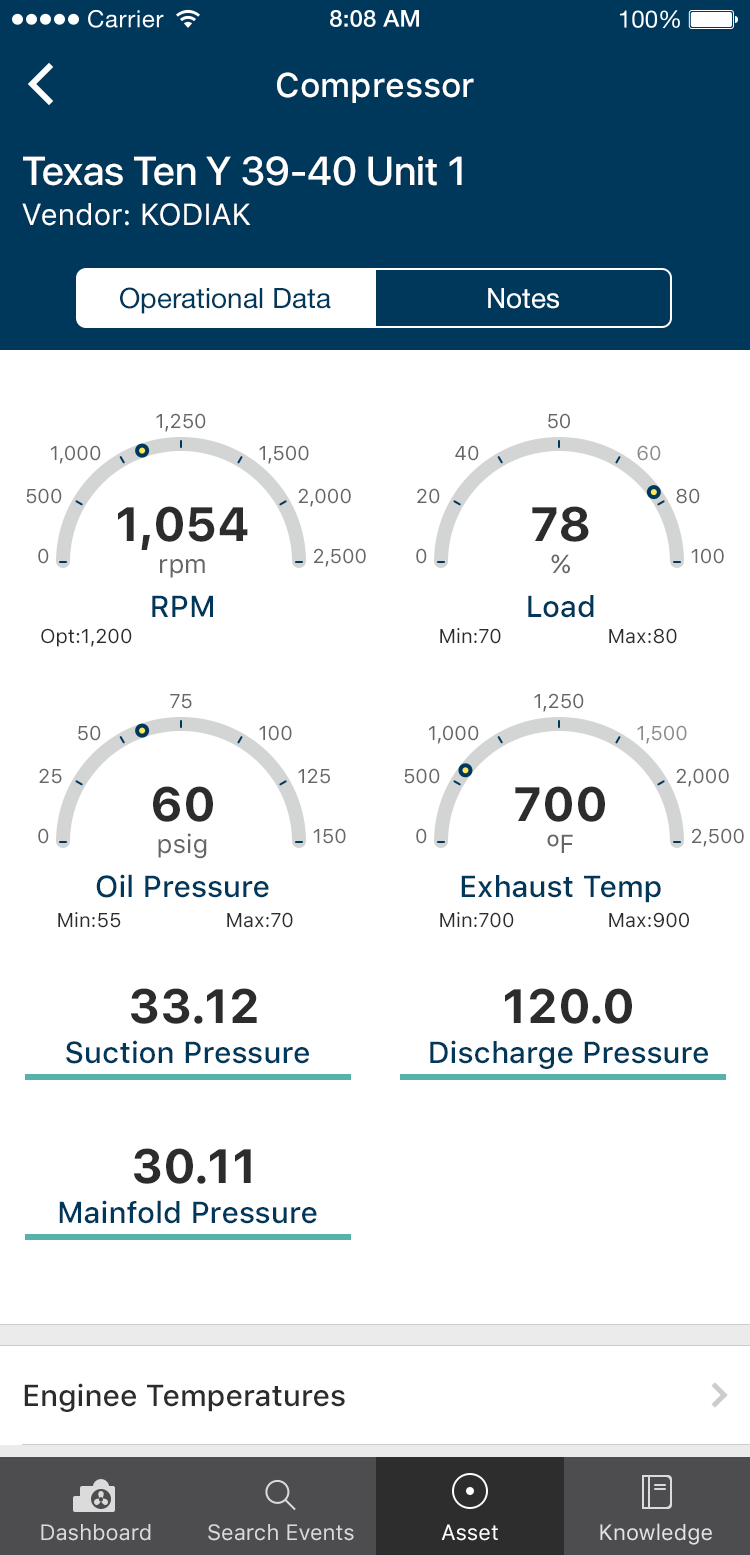 Carrier 8:08 AM 100%
Compressor
Texas Ten Y 39-40 Unit 1
Vendor: KODIAK
Operational Data Notes
1,250
1,000 1,500
500 2,000
0 2,500
1,054
rpm
RPM
Opt:1,200
50
40 60
20 80
0 100
78
%
Load
Min:70 Max:80
75
50 100
25 125
0 150
60
psig
Oil Pressure
Min:55 Max:70
1,250
1,000 1,500
500 2,000
0 2,500
700
ºF
Exhaust Temp
Min:700 Max:900
33.12
Suction Pressure
120.0
Discharge Pressure
30.11
Mainfold Pressure
Enginee Temperatures
Dashboard Search Events Asset Knowledge